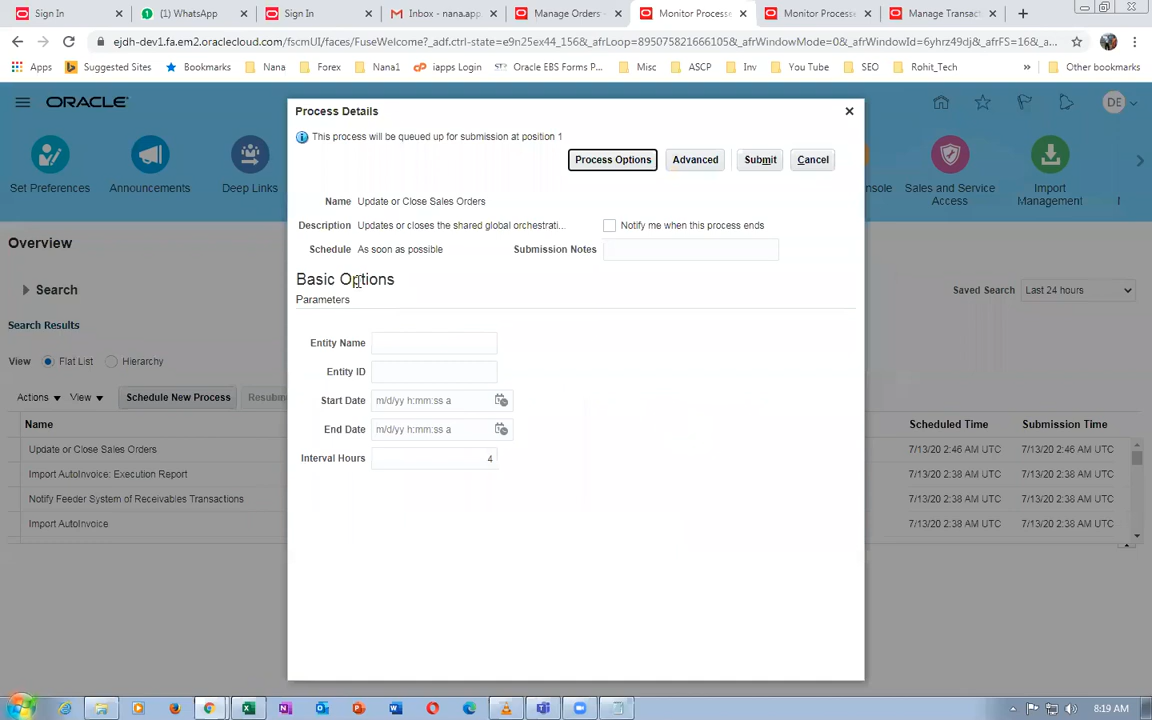 Sign In
(1) WhatsApp
Sign In
Inbox - nana.app
Manage Orders -
Monitor Processe
Monitor Processe
Manage Transact
ejdh-dev1.fa.em2.oraclecloud.com/fscmUI/faces/FuseWelcome?_adf.ctrl-state=e9n25ex44_156&_afrLoop=895075821666105&_afrWindowMode=0&_afrWindowId=6yhrz49dj&_afrFS=16&_a...
Apps
Suggested Sites
Bookmarks
Nana
Forex
Nana1
iapps Login
Oracle EBS Forms P...
Misc
ASCP
Inv
You Tube
SEO
Rohit_Tech
»
Other bookmarks
ORACLE
DE
Set Preferences
Announcements
Deep Links
nsole
Sales and Service Access
Import Management
Overview
Search
Saved Search
Last 24 hours
Search Results
View
Flat List
Hierarchy
Actions
View
Schedule New Process
Resubm
Name
Scheduled Time
Submission Time
Update or Close Sales Orders
7/13/20 2:46 AM UTC
7/13/20 2:46 AM UTC
Import AutoInvoice: Execution Report
7/13/20 2:38 AM UTC
7/13/20 2:38 AM UTC
Notify Feeder System of Receivables Transactions
7/13/20 2:38 AM UTC
7/13/20 2:38 AM UTC
Import AutoInvoice
7/13/20 2:38 AM UTC
7/13/20 2:38 AM UTC
Process Details
This process will be queued up for submission at position 1
Process Options
Advanced
Submit
Cancel
Name
Update or Close Sales Orders
Description
Updates or closes the shared global orchestrati...
Notify me when this process ends
Schedule
As soon as possible
Submission Notes
Basic Options
Parameters
Entity Name
Entity ID
Start Date
m/d/yy h:mm:ss a
End Date
m/d/yy h:mm:ss a
Interval Hours
4
8:19 AM